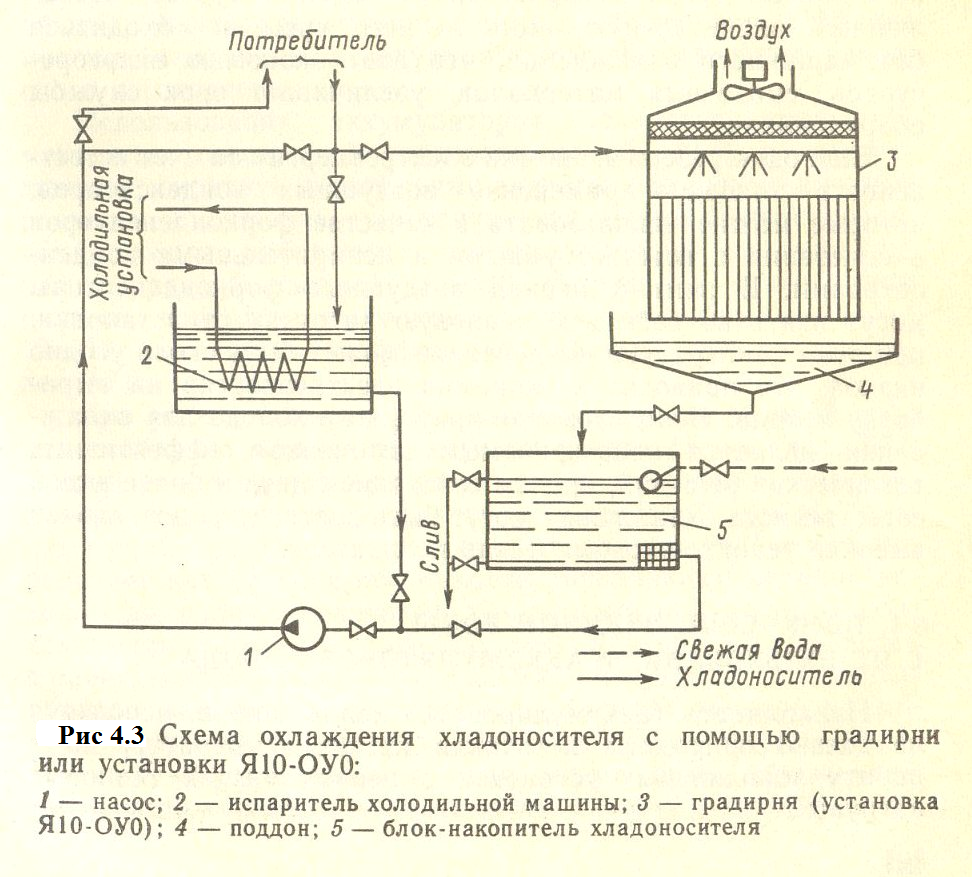 Потребитель
Воздух
Холодильная
установка
3
2
4
5
Слив
1
Свежая вода
Хладоноситель
Рис 4.3 Схема охлаждения хладоносителя с помощью градирни
или установки Я10-ОУ0:
1 — насос; 2 — испаритель холодильной машины; 3 — градирня (установка
Я10-ОУ0); 4 — поддон; 5 — блок-накопитель хладоносителя